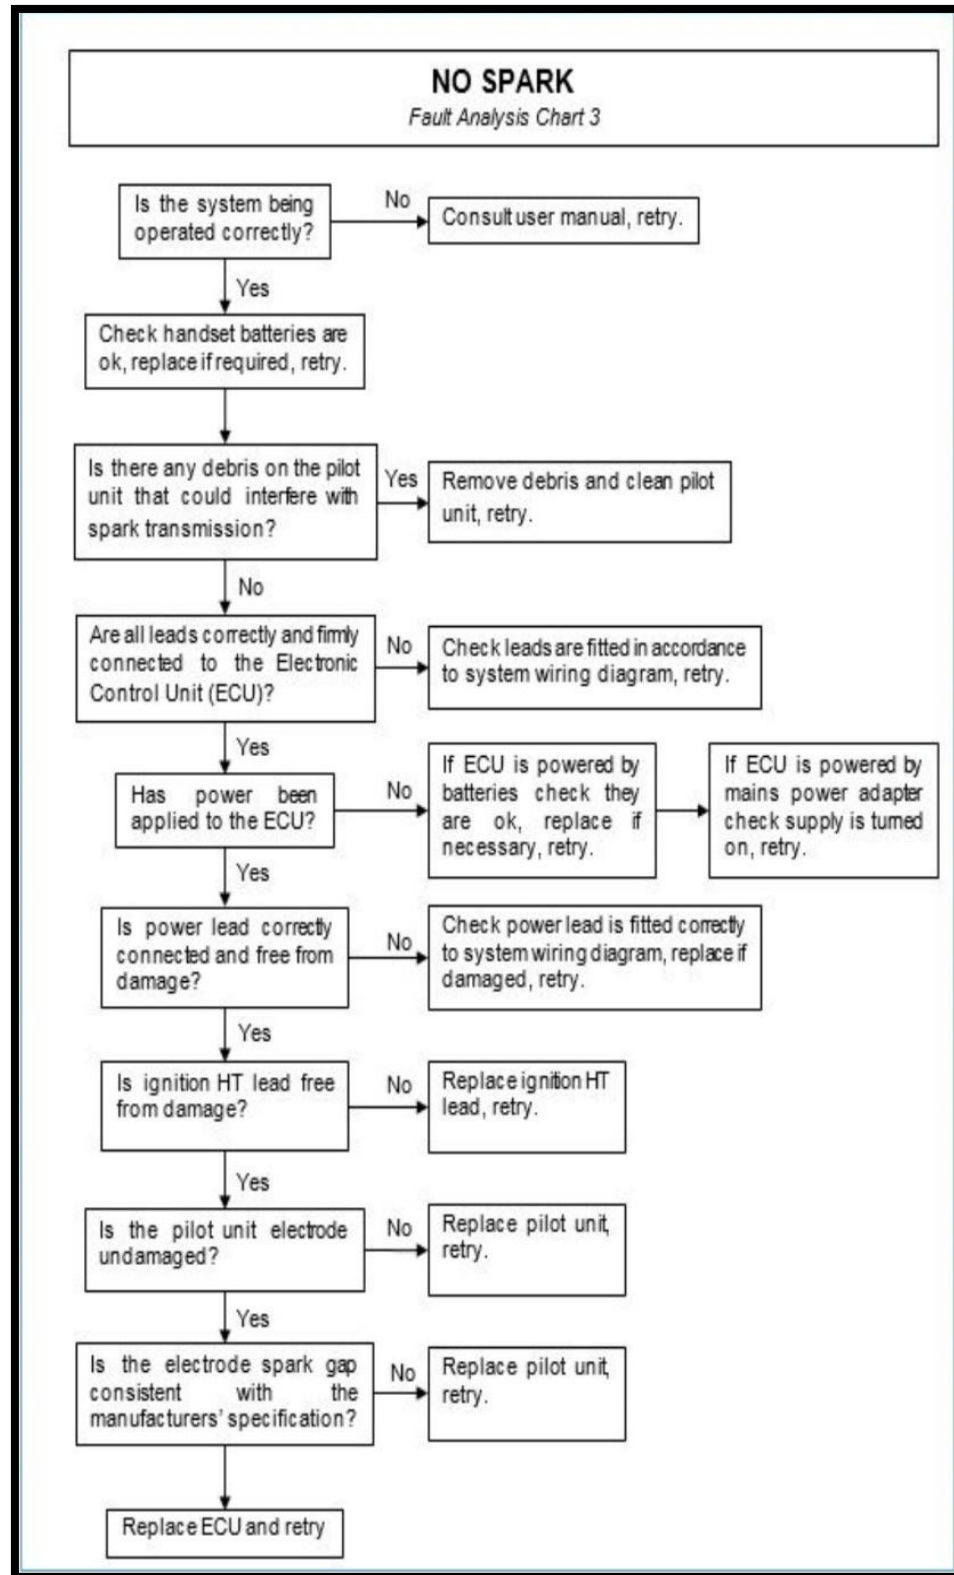 NO SPARK
Fault Analysis Chart 3
Is the system being
operated correctly?
No
Consult user manual, retry.
Yes
Check handset batteries are
ok, replace if required, retry.
Is there any debris on the pilot
unit that could interfere with
spark transmission?
Yes
Remove debris and clean pilot
unit, retry.
No
Are all leads correctly and firmly
connected to the Electronic
Control Unit (ECU)?
No
Check leads are fitted in accordance
to system wiring diagram, retry.
Yes
Has power been
applied to the ECU?
No
If ECU is powered by
batteries check they
are ok, replace if
necessary, retry.
If ECU is powered by
mains power adapter
check supply is turned
on, retry.
Yes
Is power lead correctly
connected and free from
damage?
No
Check power lead is fitted correctly
to system wiring diagram, replace if
damaged, retry.
Yes
Is ignition HT lead free
from damage?
No
Replace ignition HT
lead, retry.
Yes
Is the pilot unit electrode
undamaged?
No
Replace pilot unit,
retry.
Yes
Is the electrode spark gap
consistent with the
manufacturers' specification?
No
Replace pilot unit,
retry.
Replace ECU and retry